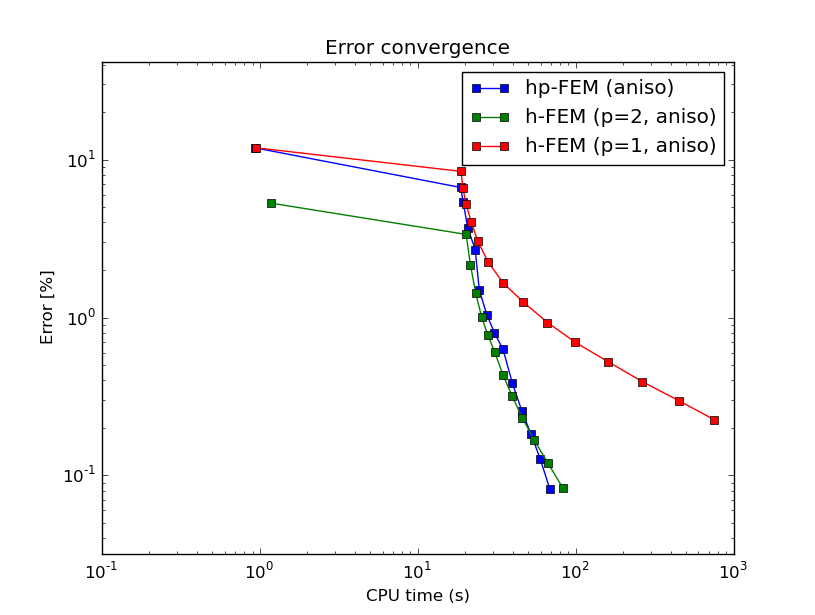 Error convergence
hp-FEM (aniso)
h-FEM (p=2, aniso)
h-FEM (p=1, aniso)
Error [%]
10^1
10^0
10^-1
10^-1 10^0 10^1 10^2 10^3
CPU time (s)